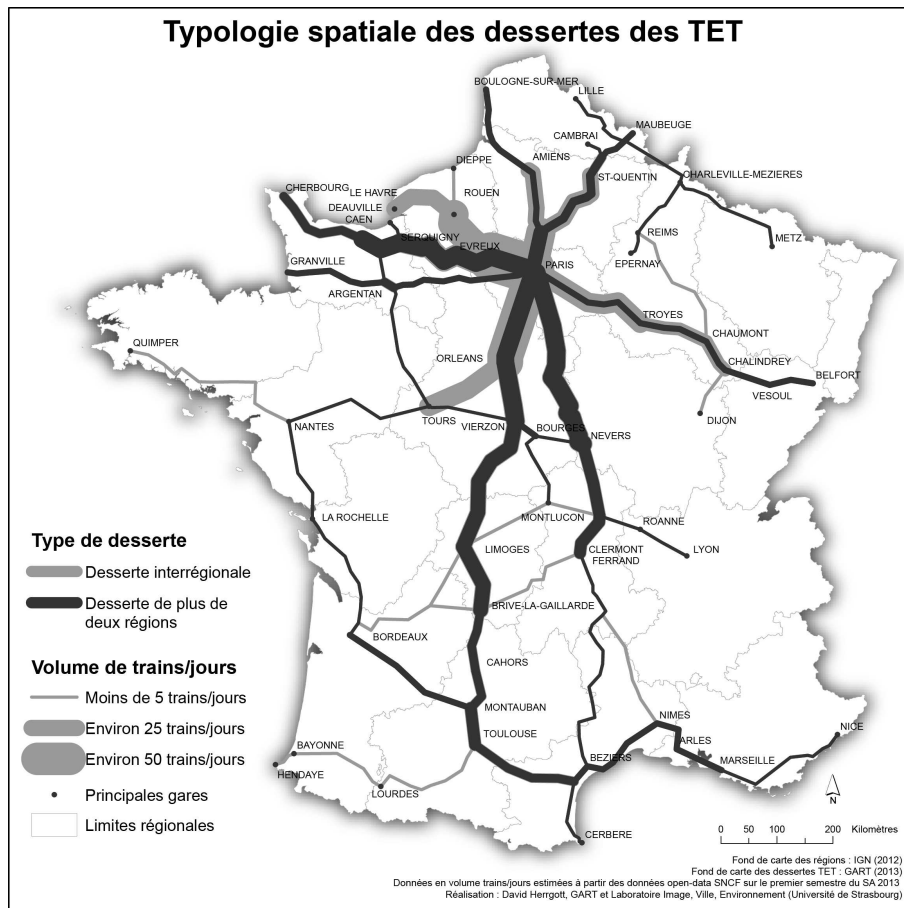 Typologie spatiale des dessertes des TET
BOULOGNE-SUR-MER
LILLE
MAUBEUGE
CAMBRAI
DIEPPE
AMIENS
ST-QUENTIN
CHARLEVILLE-MEZIERES
CHERBOURG
LE HAVRE
ROUEN
DEAUVILLE
CAEN
SERQUIGNY
EVREUX
REIMS
METZ
GRANVILLE
PARIS
EPERNAY
ARGENTAN
TROYES
CHAUMONT
QUIMPER
ORLEANS
CHALINDREY
BELFORT
VESOUL
NANTES
TOURS
VIERZON
BOURGES
NEVERS
DIJON
LA ROCHELLE
MONTLUCON
ROANNE
LIMOGES
CLERMONT
FERRAND
LYON
BRIVE-LA-GAILLARDE
BORDEAUX
CAHORS
MONTAUBAN
NIMES
NICE
TOULOUSE
ARLES
BAYONNE
BEZIERS
MARSEILLE
HENDAYE
LOURDES
CERBERE
Type de desserte
Desserte interrégionale
Desserte de plus de
deux régions
Volume de trains/jours
Moins de 5 trains/jours
Environ 25 trains/jours
Environ 50 trains/jours
Principales gares
Limites régionales
N
0 50 100 200 Kilomètres
Fond de carte des régions : IGN (2012)
Fond de carte des dessertes TET : GART (2013)
Données en volume trains/jours estimées à partir des données open-data SNCF sur le premier semestre du SA 2013
Réalisation : David Herrgott, GART et Laboratoire Image, Ville, Environnement (Université de Strasbourg)